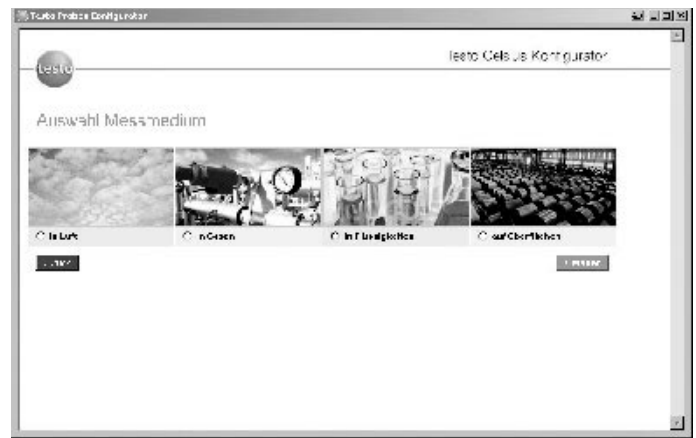 Testo Probes Configurator
testo
Testo Celsius Konfigurator
Auswahl Messmedium
in Luft
in Gasen
in Flüssigkeiten
auf Oberflächen